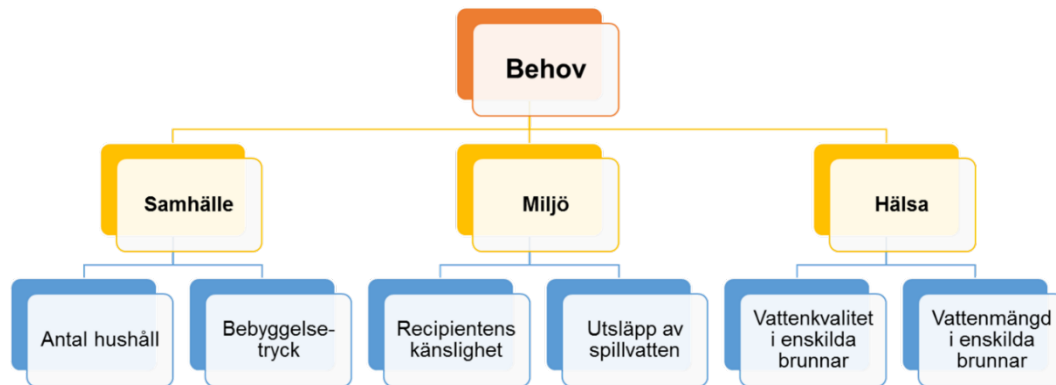 Behov
Samhälle
Miljö
Hälsa
Antal hushåll
Bebyggelse-
tryck
Recipientens
känslighet
Utsläpp av
spillvatten
Vattenkvalitet
i enskilda
brunnar
Vattenmängd
i enskilda
brunnar